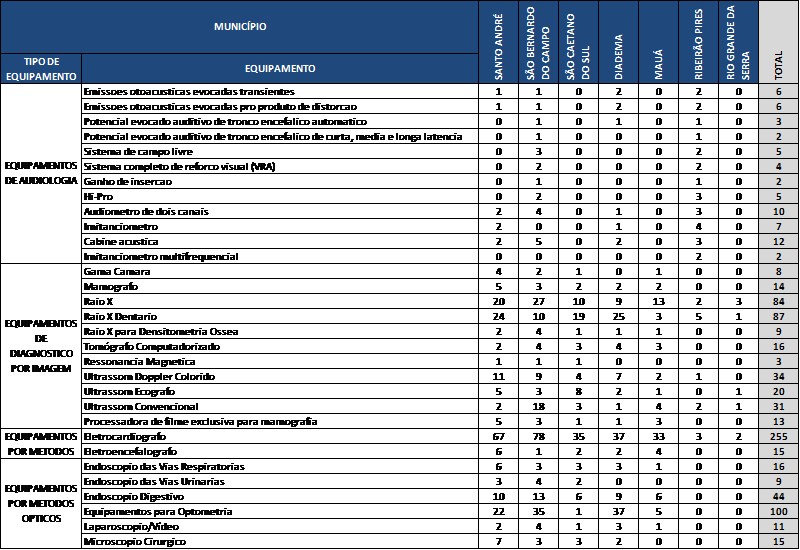 MUNICÍPIO
TIPO DE EQUIPAMENTO EQUIPAMENTO SANTO ANDRÉ SÃO BERNARDO DO CAMPO SÃO CAETANO DO SUL DIADEMA MAUÁ RIBEIRÃO PIRES RIO GRANDE DA SERRA TOTAL
EQUIPAMENTOS DE AUDIOLOGIA
Emissoes otoacusticas evocadas transientes 1 1 0 2 0 2 0 6
Emissoes otoacusticas evocadas pro produto de distorcao 1 1 0 2 0 2 0 6
Potencial evocado auditivo de tronco encefalico automatico 0 1 0 1 0 1 0 3
Potencial evocado auditivo de tronco encefalico de curta, media e longa latencia 0 1 0 0 0 1 0 2
Sistema de campo livre 0 3 0 0 0 2 0 5
Sistema completo de reforco visual (VRA) 0 2 0 0 0 2 0 4
Ganho de insercao 0 1 0 0 0 1 0 2
Hi-Pro 0 2 0 0 0 3 0 5
Audiometro de dois canais 2 4 0 1 0 3 0 10
Imitanciometro 2 0 0 1 0 4 0 7
Cabine acustica 2 5 0 2 0 3 0 12
Imitanciometro multifrequencial 0 0 0 0 0 2 0 2
EQUIPAMENTOS DE DIAGNOSTICO POR IMAGEM
Gama Camara 4 2 1 0 1 0 0 8
Mamografo 5 3 2 2 2 0 0 14
Raio X 20 27 10 9 13 2 3 84
Raio X Dentario 24 10 19 25 3 5 1 87
Raio X para Densitometria Ossea 2 4 1 1 1 0 0 9
Tomógrafo Computadorizado 2 4 3 4 3 0 0 16
Ressonancia Magnetica 1 1 1 0 0 0 0 3
Ultrassom Doppler Colorido 11 9 4 7 2 1 0 34
Ultrassom Ecografo 5 3 8 2 1 0 1 20
Ultrassom Convencional 2 18 3 1 4 2 1 31
Processadora de filme exclusiva para mamografia 5 3 1 1 3 0 0 13
EQUIPAMENTOS POR METODOS
Eletrocardiografo 67 78 35 37 33 3 2 255
Eletroencefalografo 6 1 2 2 4 0 0 15
EQUIPAMENTOS POR METODOS OPTICOS
Endoscopio das Vias Respiratorias 6 3 3 3 1 0 0 16
Endoscopio das Vias Urinarias 3 4 2 0 0 0 0 9
Endoscopio Digestivo 10 13 6 9 6 0 0 44
Equipamentos para Optometria 22 35 1 37 5 0 0 100
Laparoscopio/Vídeo 2 4 1 3 1 0 0 11
Microscopio Cirurgico 7 3 3 2 0 0 0 15